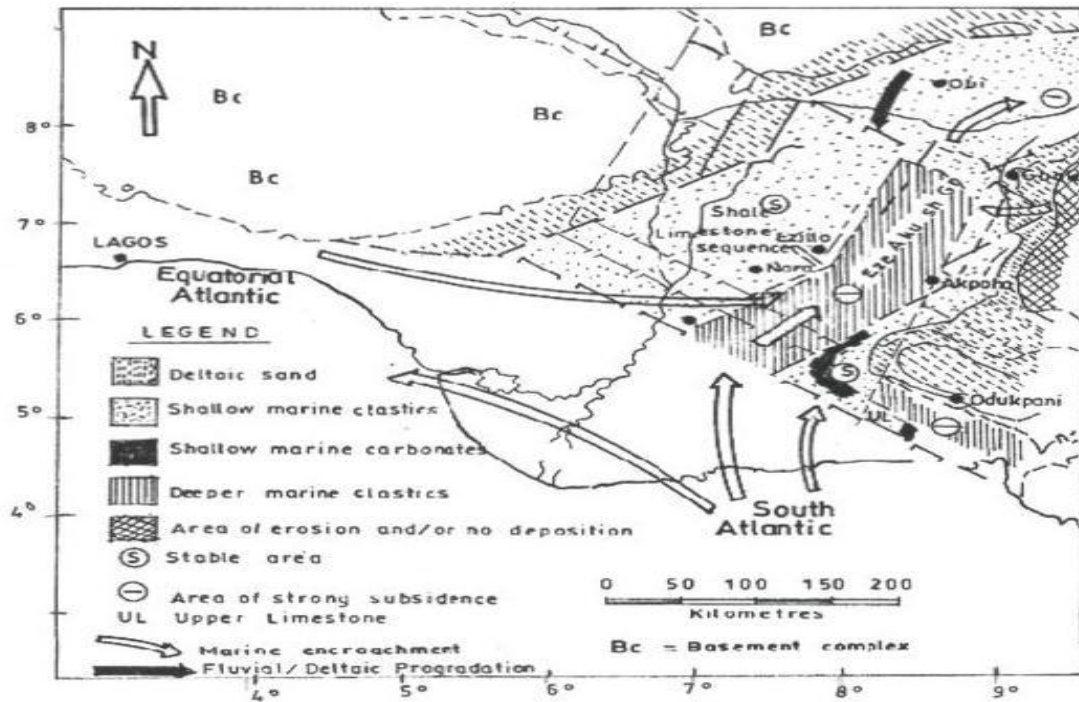 Bc
Bc
N
Obi
Bc
Bc
8°
Bc
S
Shale
Limestone
sequence
Ezillo
7°
LAGOS
Nara
Eze Aku sh Gp
Akpoha
Equatorial
Atlantic
6°
LEGEND
Deltaic sand
S
5°
Shallow marine clastics
Odukpani
UL
Shallow marine carbonates
Deeper marine clastics
4°
South
Atlantic
Area of erosion and/or no deposition
S Stable area
Area of strong subsidence
0 50 100 150 200
Kilometres
UL Upper Limestone
Marine encroachment
Bc = Basement complex
Fluvial/Deltaic Progradation
4° 5° 6° 7° 8° 9°